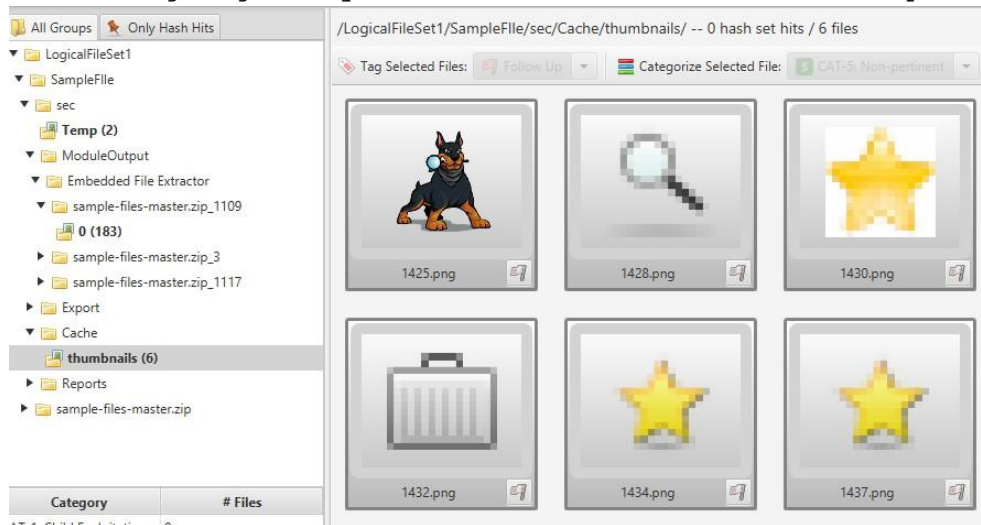 All Groups Only Hash Hits
LogicalFileSet1
SampleFIle
sec
Temp (2)
ModuleOutput
Embedded File Extractor
sample-files-master.zip_1109
0 (183)
sample-files-master.zip_3
sample-files-master.zip_1117
Export
Cache
thumbnails (6)
Reports
sample-files-master.zip
Category # Files
/LogicalFileSet1/SampleFIle/sec/Cache/thumbnails/ -- 0 hash set hits / 6 files
Tag Selected Files: Follow Up Categorize Selected File: CAT-5: Non-pertinent
1425.png 1428.png 1430.png
1432.png 1434.png 1437.png